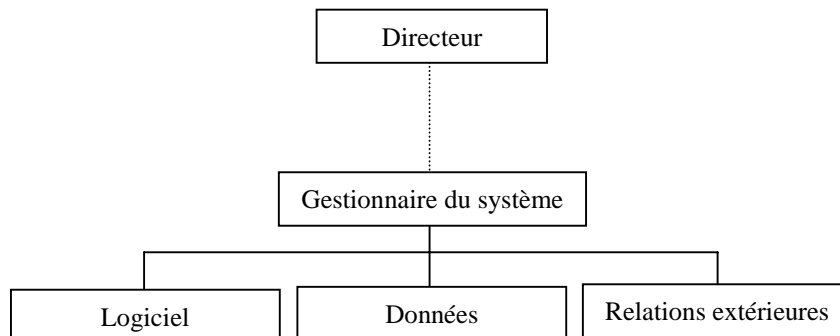 Directeur
Gestionnaire du système
Logiciel
Données
Relations extérieures